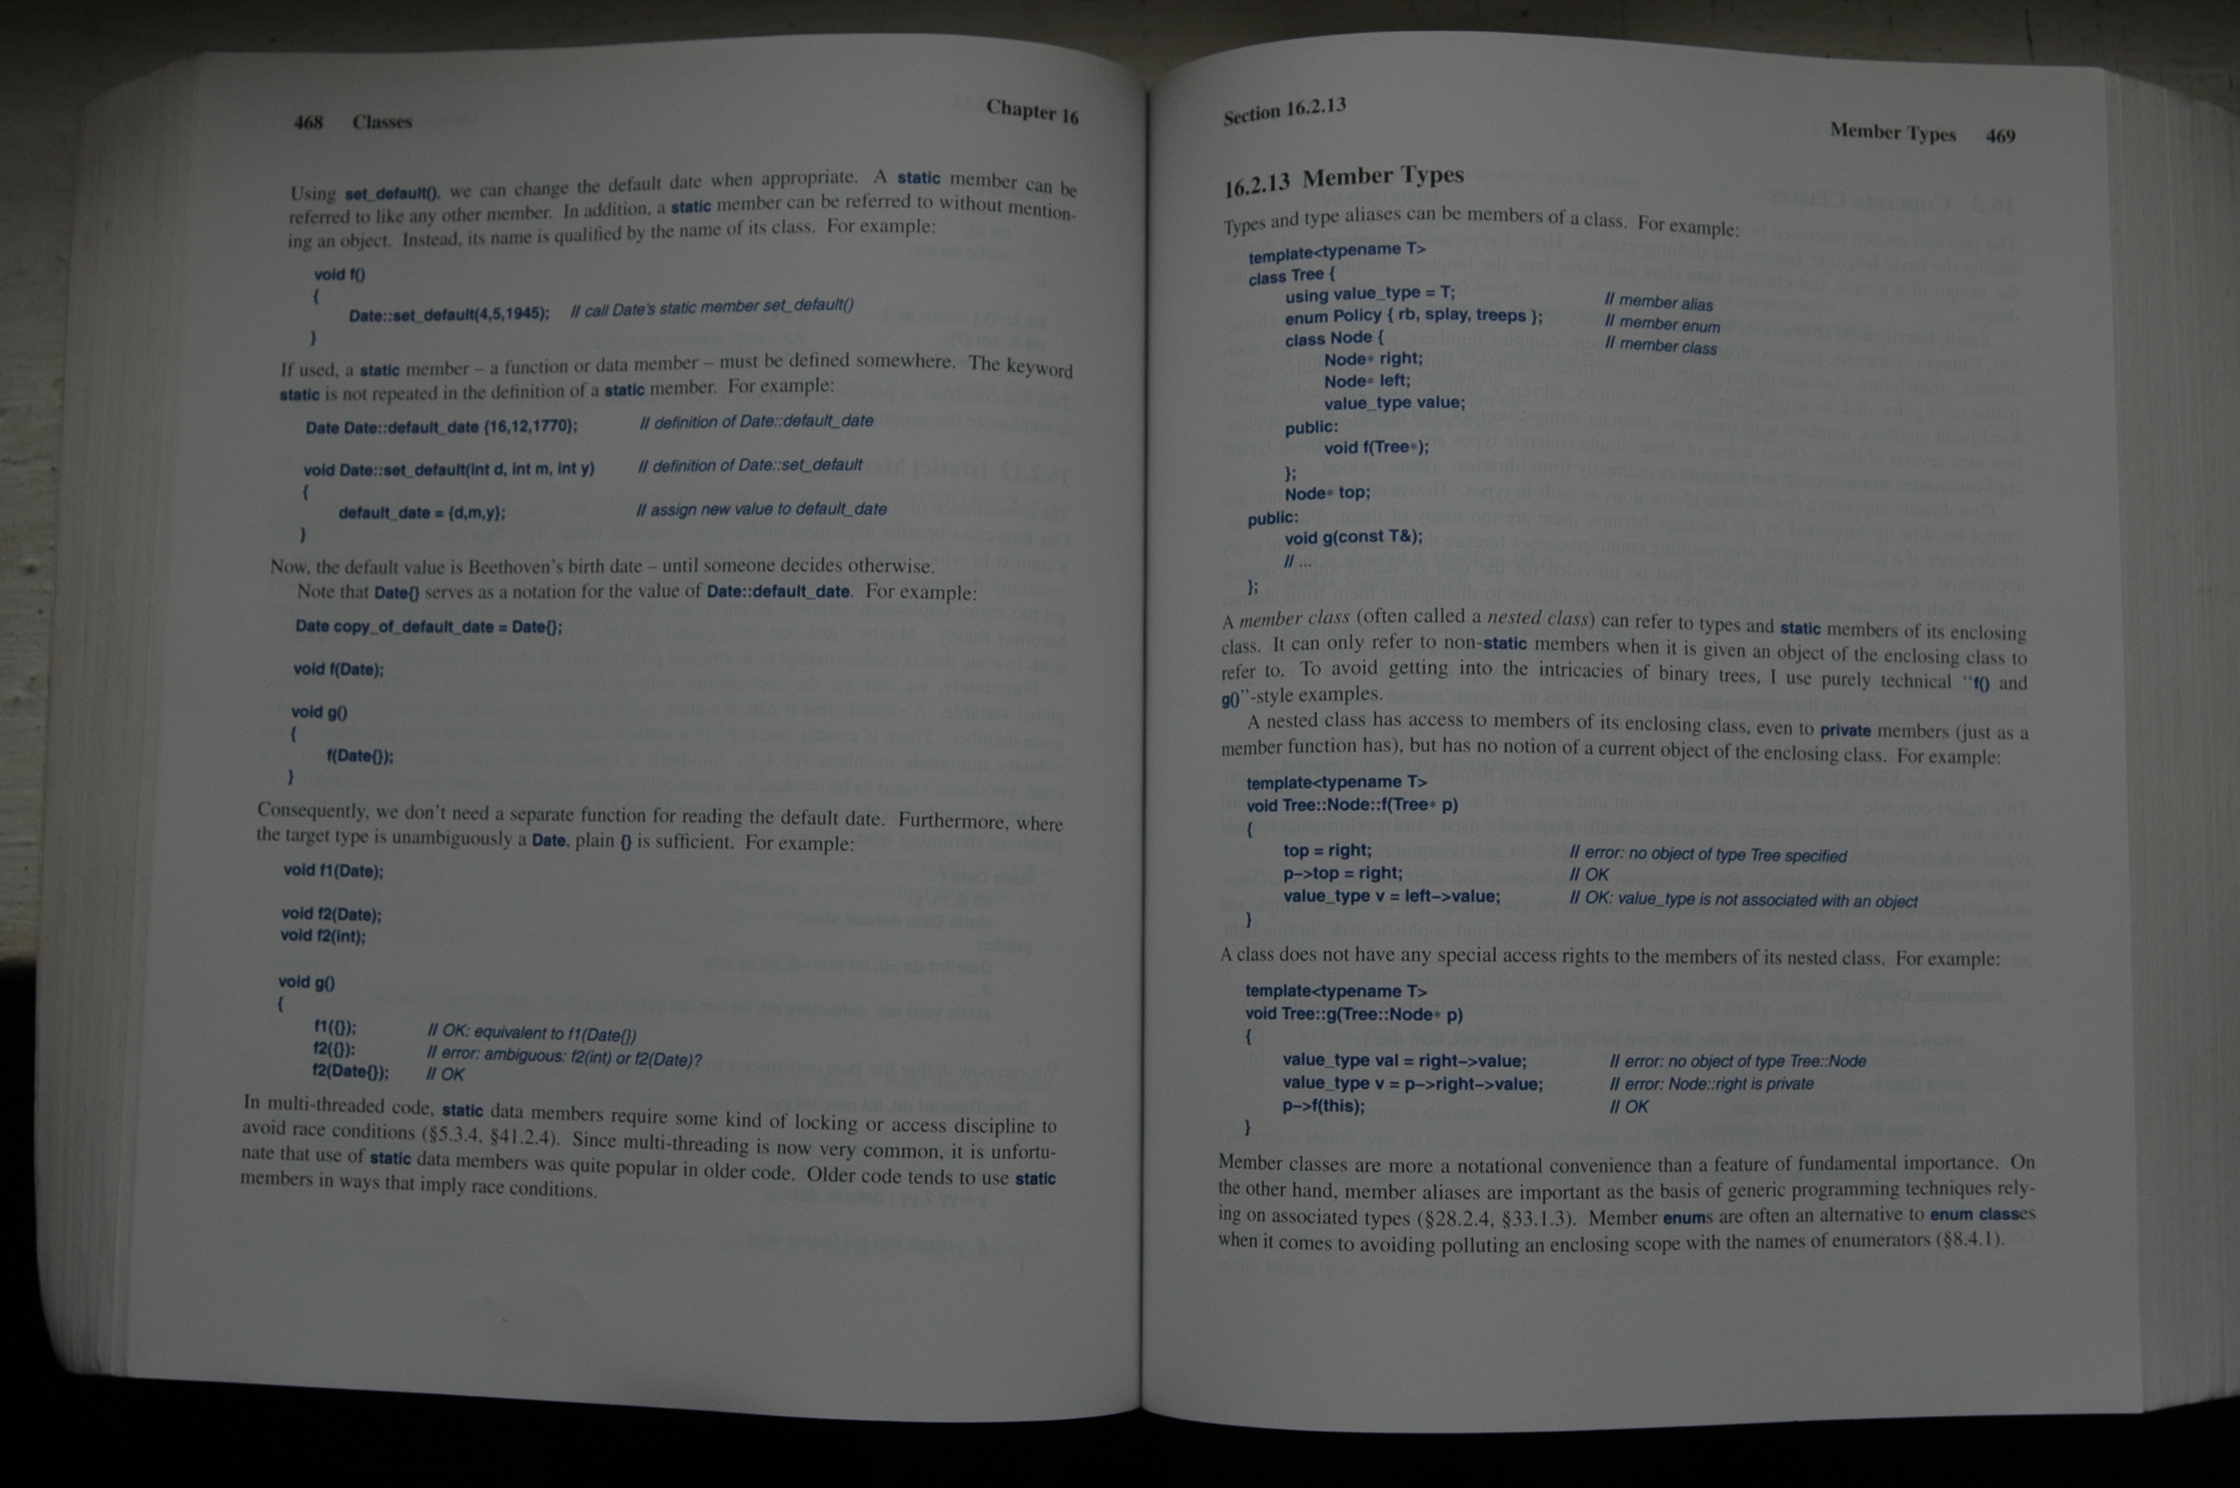 468 Classes Chapter 16
Using set_default(), we can change the default date when appropriate. A static member can be
referred to like any other member. In addition, a static member can be referred to without mention-
ing an object. Instead, its name is qualified by the name of its class. For example:
void f()
{
Date::set_default(4,5,1945); // call Date's static member set_default()
}
If used, a static member – a function or data member – must be defined somewhere. The keyword
static is not repeated in the definition of a static member. For example:
Date Date::default_date {16,12,1770}; // definition of Date::default_date
void Date::set_default(int d, int m, int y) // definition of Date::set_default
{
default_date = {d,m,y}; // assign new value to default_date
}
Now, the default value is Beethoven's birth date – until someone decides otherwise.
Note that Date{} serves as a notation for the value of Date::default_date. For example:
Date copy_of_default_date = Date{};
void f(Date);
void g()
{
f(Date{});
}
Consequently, we don't need a separate function for reading the default date. Furthermore, where
the target type is unambiguously a Date, plain {} is sufficient. For example:
void f1(Date);
void f2(Date);
void f2(int);
void g()
{
f1({}); // OK: equivalent to f1(Date{})
f2({}): // error: ambiguous: f2(int) or f2(Date)?
f2(Date{}); // OK
In multi-threaded code, static data members require some kind of locking or access discipline to
avoid race conditions (§5.3.4, §41.2.4). Since multi-threading is now very common, it is unfortu-
nate that use of static data members was quite popular in older code. Older code tends to use static
members in ways that imply race conditions.
Section 16.2.13 Member Types 469
16.2.13 Member Types
Types and type aliases can be members of a class. For example:
template<typename T>
class Tree {
using value_type = T; // member alias
enum Policy { rb, splay, treeps }; // member enum
class Node { // member class
Node* right;
Node* left;
value_type value;
public:
void f(Tree*);
};
Node* top;
public:
void g(const T&);
// ...
};
A member class (often called a nested class) can refer to types and static members of its enclosing
class. It can only refer to non-static members when it is given an object of the enclosing class to
refer to. To avoid getting into the intricacies of binary trees, I use purely technical “f() and
g()”-style examples.
A nested class has access to members of its enclosing class, even to private members (just as a
member function has), but has no notion of a current object of the enclosing class. For example:
template<typename T>
void Tree::Node::f(Tree* p)
{
top = right; // error: no object of type Tree specified
p->top = right; // OK
value_type v = left->value; // OK: value_type is not associated with an object
}
A class does not have any special access rights to the members of its nested class. For example:
template<typename T>
void Tree::g(Tree::Node* p)
{
value_type val = right->value; // error: no object of type Tree::Node
value_type v = p->right->value; // error: Node::right is private
p->f(this); // OK
}
Member classes are more a notational convenience than a feature of fundamental importance. On
the other hand, member aliases are important as the basis of generic programming techniques rely-
ing on associated types (§28.2.4, §33.1.3). Member enums are often an alternative to enum classes
when it comes to avoiding polluting an enclosing scope with the names of enumerators (§8.4.1).